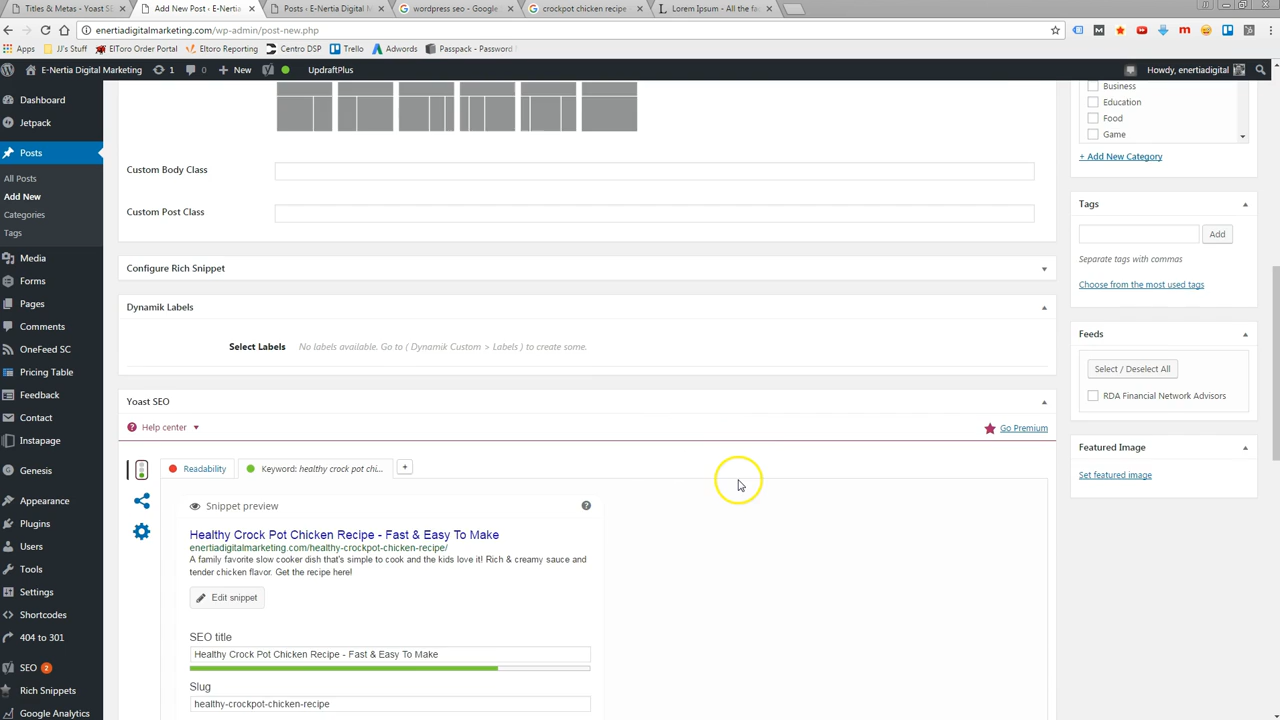 Titles & Metas - Yoast SE
Add New Post ‹ E-Nertia
Posts ‹ E-Nertia Digital M
wordpress seo - Google
crockpot chicken recipe
Lorem Ipsum - All the fa
enertiadigitalmarketing.com/wp-admin/post-new.php
Apps
JJ's Stuff
ElToro Order Portal
Eltoro Reporting
Centro DSP
Trello
Adwords
Passpack - Password
E-Nertia Digital Marketing
1
0
+ New
UpdraftPlus
Howdy, enertiadigital
Dashboard
Jetpack
Posts
All Posts
Add New
Categories
Tags
Media
Forms
Pages
Comments
OneFeed SC
Pricing Table
Feedback
Contact
Instapage
Genesis
Appearance
Plugins
Users
Tools
Settings
Shortcodes
404 to 301
SEO 2
Rich Snippets
Google Analytics
Custom Body Class
Custom Post Class
Configure Rich Snippet
Dynamik Labels
Select Labels
No labels available. Go to ( Dynamik Custom > Labels ) to create some.
Yoast SEO
Help center
Go Premium
Readability
Keyword: healthy crock pot chi...
+
Snippet preview
?
Healthy Crock Pot Chicken Recipe - Fast & Easy To Make
enertiadigitalmarketing.com/healthy-crockpot-chicken-recipe/
A family favorite slow cooker dish that's simple to cook and the kids love it! Rich & creamy sauce and
tender chicken flavor. Get the recipe here!
Edit snippet
SEO title
Healthy Crock Pot Chicken Recipe - Fast & Easy To Make
Slug
healthy-crockpot-chicken-recipe
Business
Education
Food
Game
+ Add New Category
Tags
Add
Separate tags with commas
Choose from the most used tags
Feeds
Select / Deselect All
RDA Financial Network Advisors
Featured Image
Set featured image